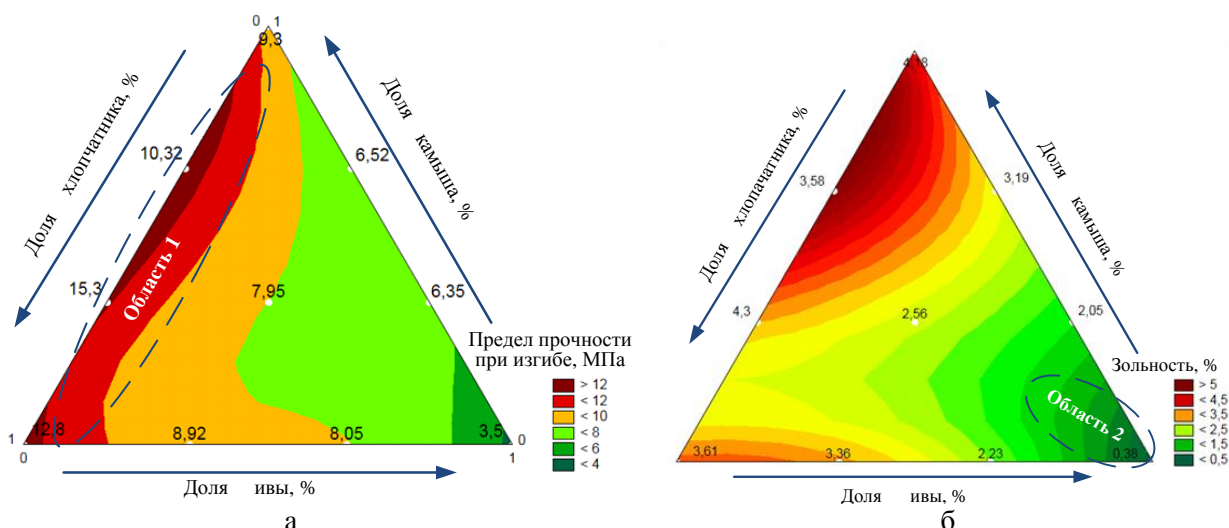 0 1
9,3
Доля хлопчатника, %
Доля камыша, %
10,32
6,52
Область 1
15,3
7,95
6,35
Предел прочности
при изгибе, МПа
> 12
< 12
< 10
< 8
< 6
< 4
1
12,8
8,92
8,05
3,5
0
0
1
Доля ивы, %
а
4,18
Доля хлопачатника, %
Доля камыша, %
3,58
3,19
4,3
2,56
2,05
Зольность, %
> 5
< 4,5
< 3,5
< 2,5
< 1,5
< 0,5
Область 2
3,61
3,36
2,23
0,38
Доля ивы, %
б